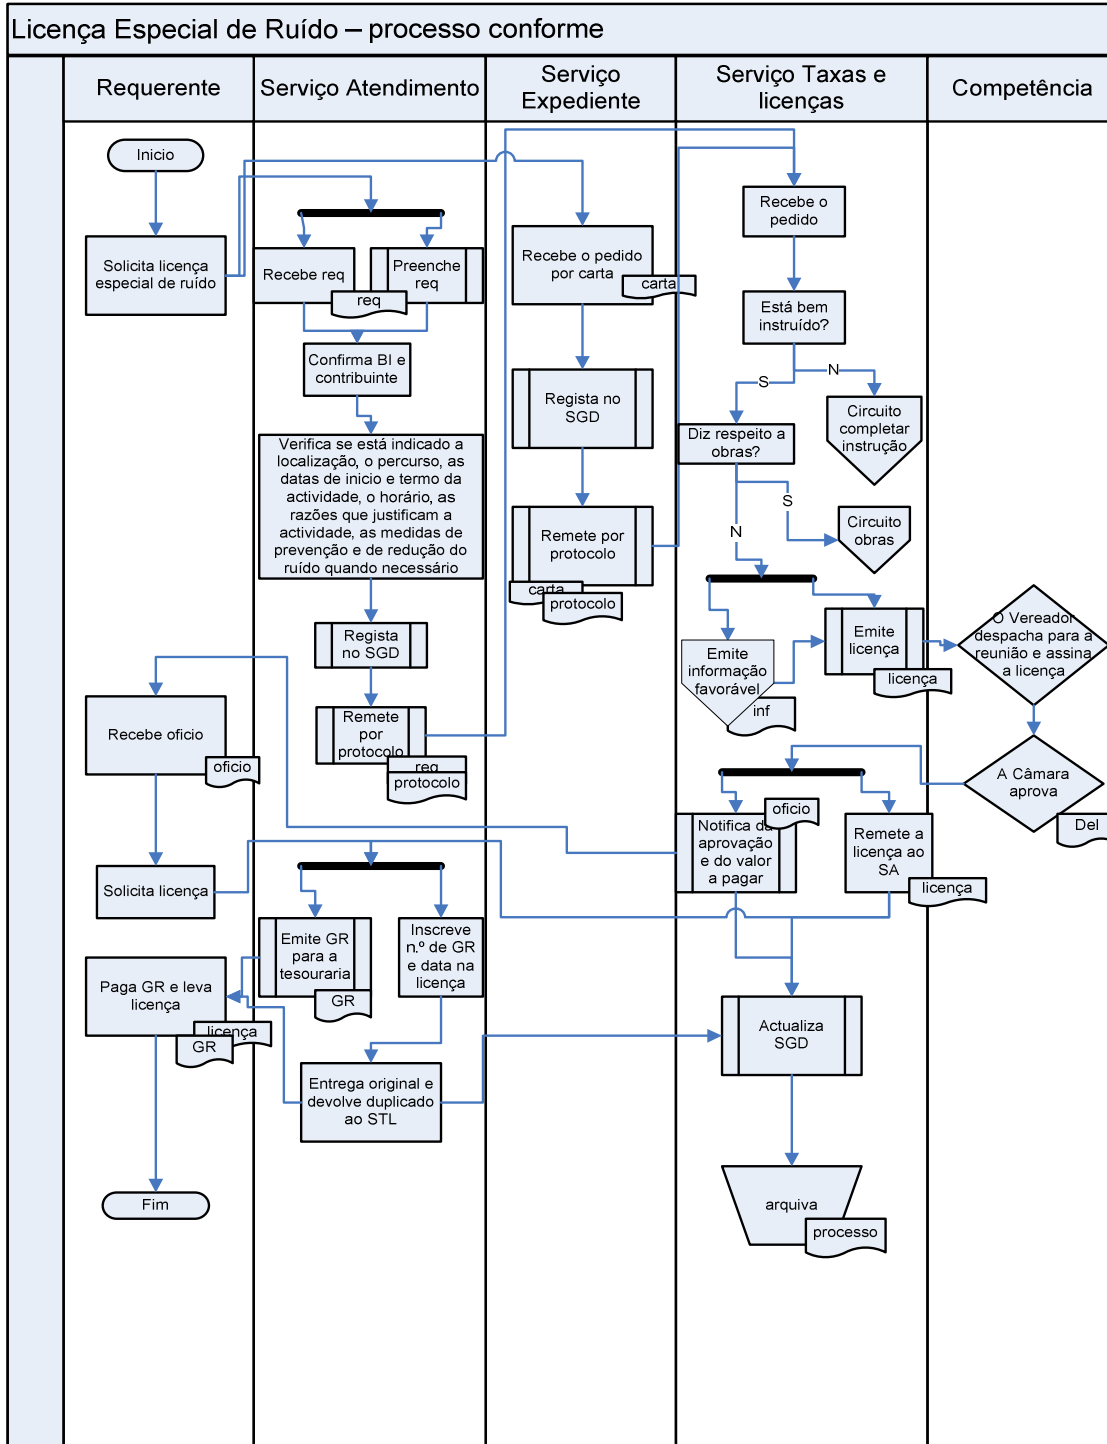 Licença Especial de Ruído – processo conforme
Requerente
Serviço Atendimento
Serviço
Expediente
Serviço Taxas e
licenças
Competência
Inicio
Solicita licença
especial de ruído
Recebe req
Preenche
req
req
Confirma BI e
contribuinte
Verifica se está indicado a
localização, o percurso, as
datas de inicio e termo da
actividade, o horário, as
razões que justificam a
actividade, as medidas de
prevenção e de redução do
ruído quando necessário
Regista
no SGD
Remete
por
protocolo
req
protocolo
Recebe o pedido
por carta
carta
Regista no
SGD
Remete por
protocolo
carta
protocolo
Recebe o
pedido
Está bem
instruído?
S
N
Circuito
completar
instrução
Diz respeito a
obras?
S
N
Circuito
obras
Emite
informação
favorável
inf
Emite
licença
licença
O Vereador
despacha para a
reunião e assina
a licença
A Câmara
aprova
Del
Notifica da
aprovação
e do valor
a pagar
oficio
Remete a
licença ao
SA
licença
Recebe oficio
oficio
Solicita licença
Emite GR
para a
tesouraria
GR
Inscreve
n.º de GR
e data na
licença
Paga GR e leva
licença
licença
GR
Entrega original e
devolve duplicado
ao STL
Actualiza
SGD
arquiva
processo
Fim